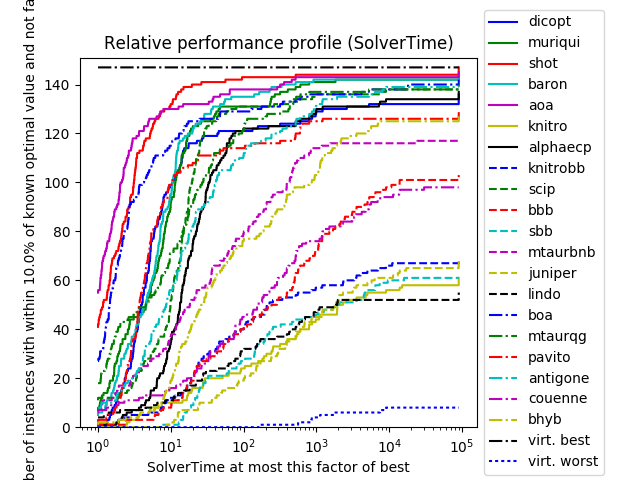 Relative performance profile (SolverTime)
ber of instances with within 10.0% of known optimal value and not fa
140
120
100
80
60
40
20
0
10^0 10^1 10^2 10^3 10^4 10^5
SolverTime at most this factor of best
dicopt
muriqui
shot
baron
aoa
knitro
alphaecp
knitrobb
scip
bbb
sbb
mtaurbnb
juniper
lindo
boa
mtaurqg
pavito
antigone
couenne
bhyb
virt. best
virt. worst